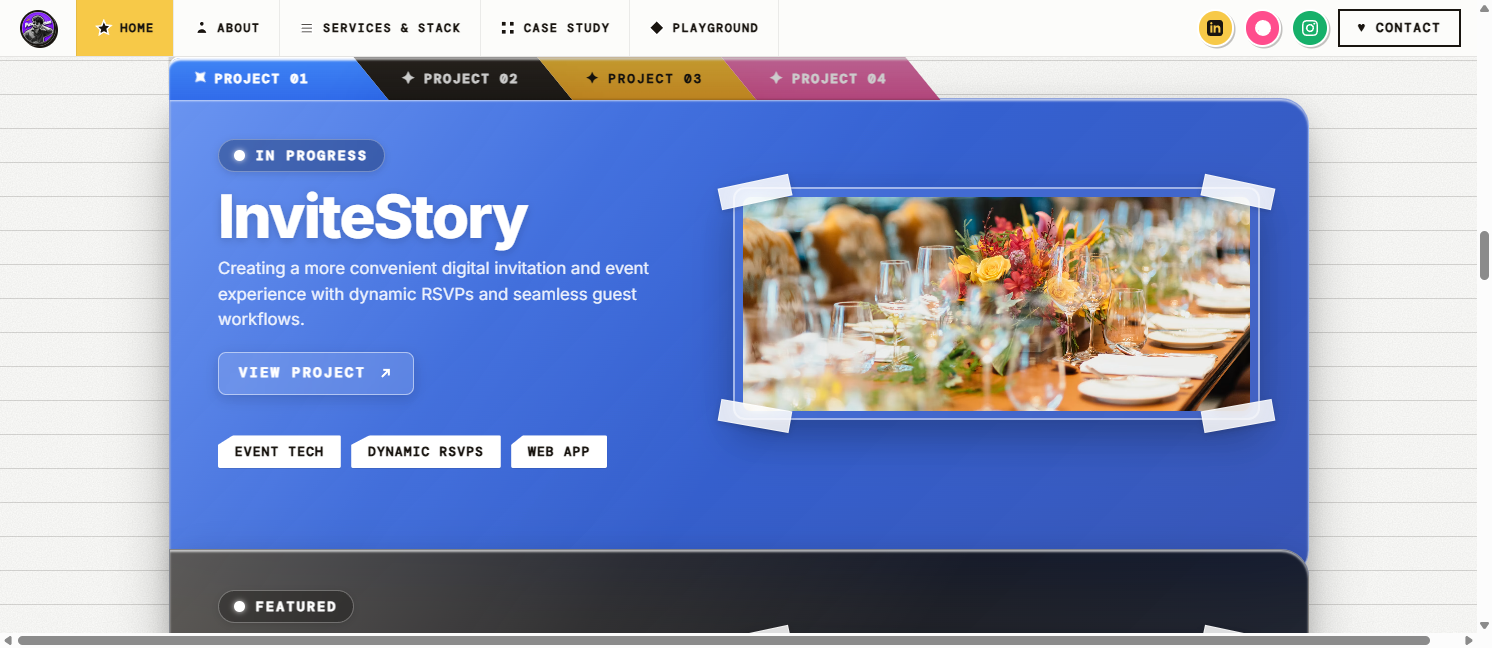 HOME
ABOUT
SERVICES & STACK
CASE STUDY
PLAYGROUND
in
♥ CONTACT
PROJECT 01
PROJECT 02
PROJECT 03
PROJECT 04
IN PROGRESS
InviteStory
Creating a more convenient digital invitation and event
experience with dynamic RSVPs and seamless guest
workflows.
VIEW PROJECT
EVENT TECH
DYNAMIC RSVPS
WEB APP
FEATURED